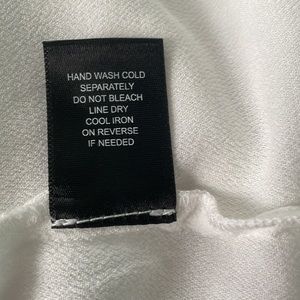 HAND WASH COLD
SEPARATELY
DO NOT BLEACH
LINE DRY
COOL IRON
ON REVERSE
IF NEEDED